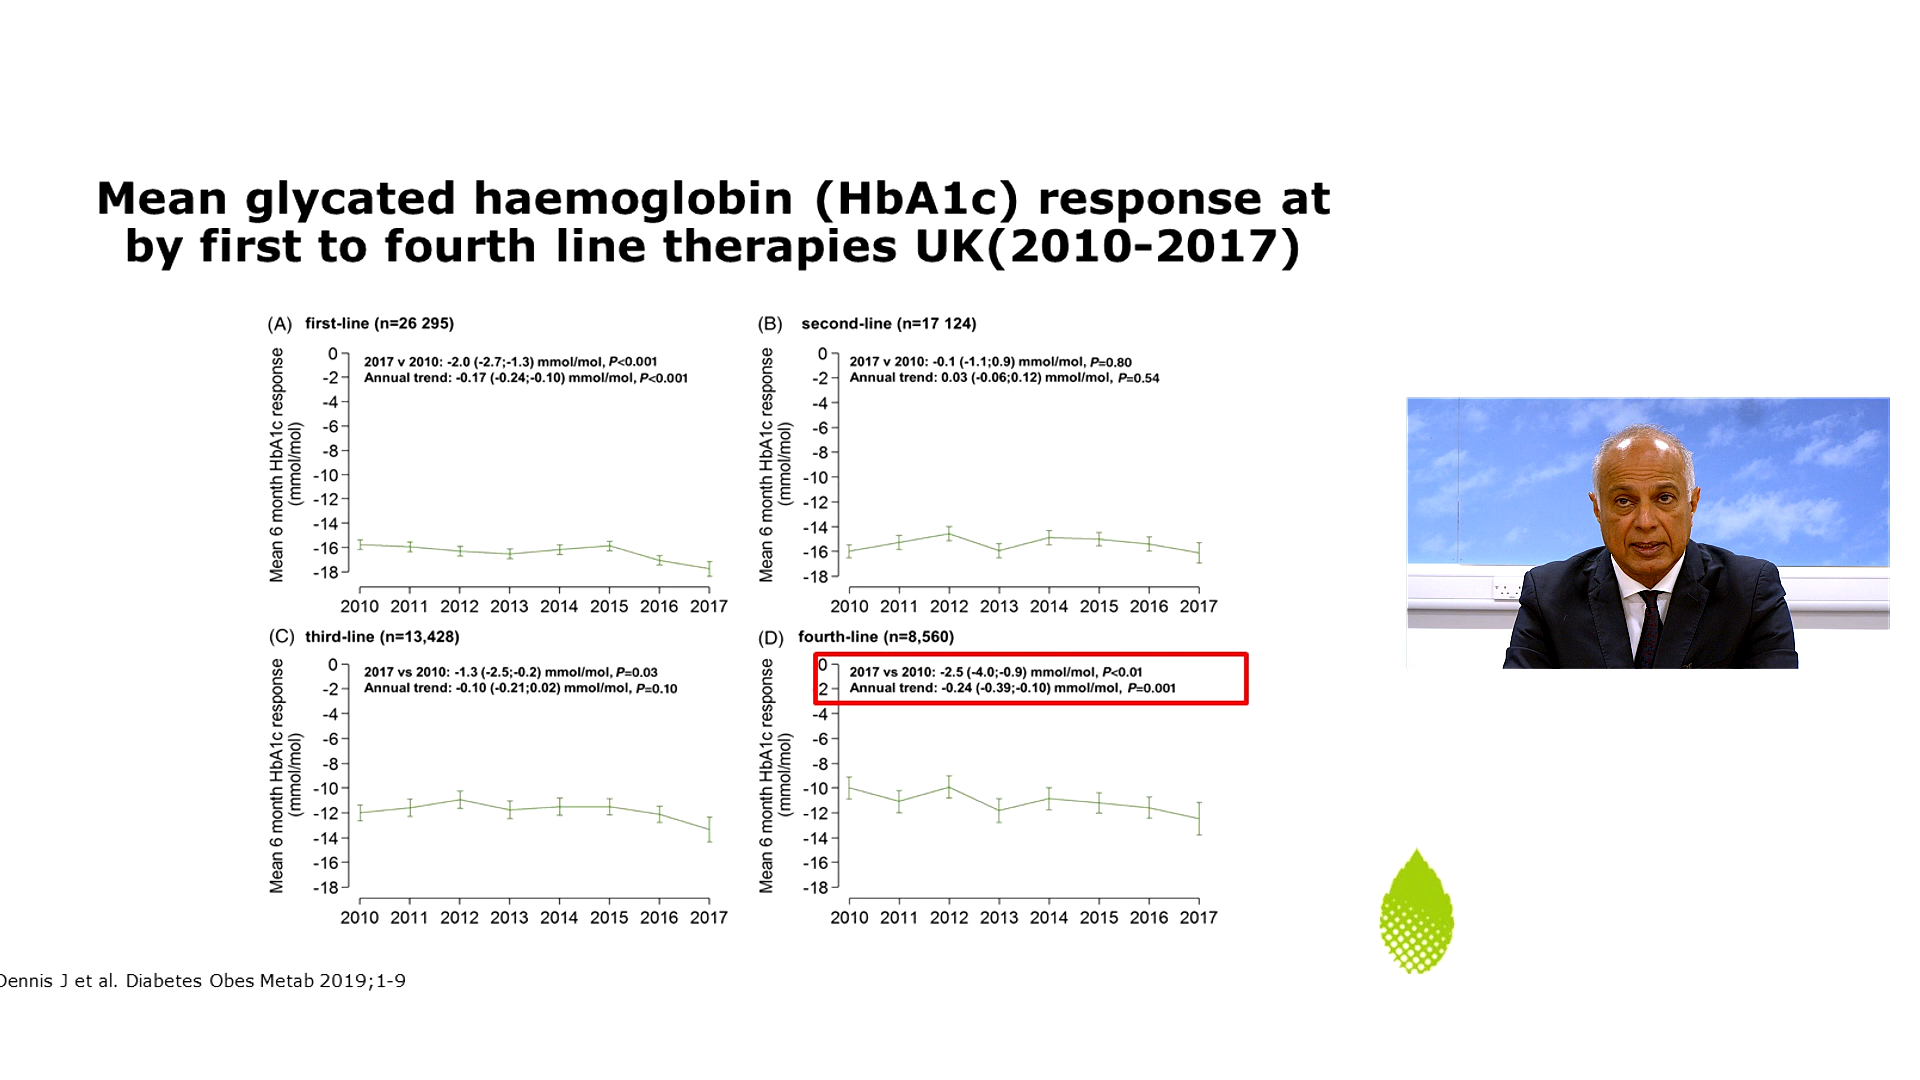 Mean glycated haemoglobin (HbA1c) response at
by first to fourth line therapies UK(2010-2017)
(A) first-line (n=26 295)
2017 v 2010: -2.0 (-2.7;-1.3) mmol/mol, P<0.001
Annual trend: -0.17 (-0.24;-0.10) mmol/mol, P<0.001
Mean 6 month HbA1c response
(mmol/mol)
0
-2
-4
-6
-8
-10
-12
-14
-16
-18
2010 2011 2012 2013 2014 2015 2016 2017
(B) second-line (n=17 124)
2017 v 2010: -0.1 (-1.1;0.9) mmol/mol, P=0.80
Annual trend: 0.03 (-0.06;0.12) mmol/mol, P=0.54
Mean 6 month HbA1c response
(mmol/mol)
0
-2
-4
-6
-8
-10
-12
-14
-16
-18
2010 2011 2012 2013 2014 2015 2016 2017
(C) third-line (n=13,428)
2017 vs 2010: -1.3 (-2.5;-0.2) mmol/mol, P=0.03
Annual trend: -0.10 (-0.21;0.02) mmol/mol, P=0.10
Mean 6 month HbA1c response
(mmol/mol)
0
-2
-4
-6
-8
-10
-12
-14
-16
-18
2010 2011 2012 2013 2014 2015 2016 2017
(D) fourth-line (n=8,560)
2017 vs 2010: -2.5 (-4.0;-0.9) mmol/mol, P<0.01
Annual trend: -0.24 (-0.39;-0.10) mmol/mol, P=0.001
Mean 6 month HbA1c response
(mmol/mol)
0
2
-4
-6
-8
-10
-12
-14
-16
-18
2010 2011 2012 2013 2014 2015 2016 2017
Dennis J et al. Diabetes Obes Metab 2019;1-9